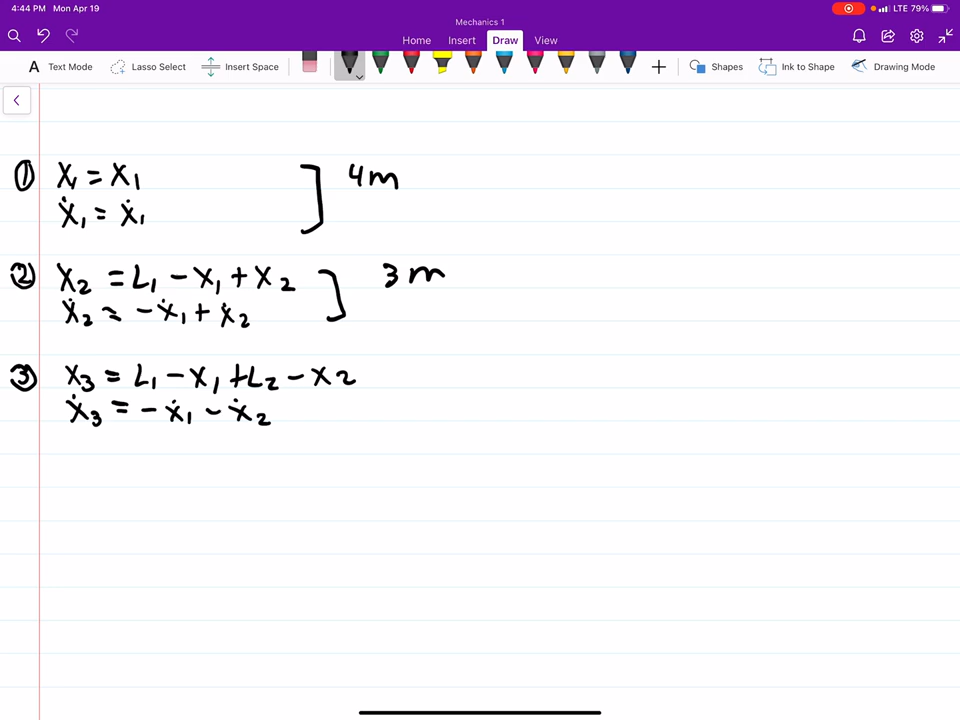 4:44 PM Mon Apr 19
LTE 79%
Mechanics 1
Home Insert Draw View
A Text Mode Lasso Select Insert Space Shapes Ink to Shape Drawing Mode
① x₁ = x₁ ] 4m
ẋ₁ = ẋ₁
② x₂ = L₁ - x₁ + x₂ ] 3m
ẋ₂ = -ẋ₁ + ẋ₂
③ x₃ = L₁ - x₁ + L₂ - x2
ẋ₃ = -ẋ₁ - ẋ₂